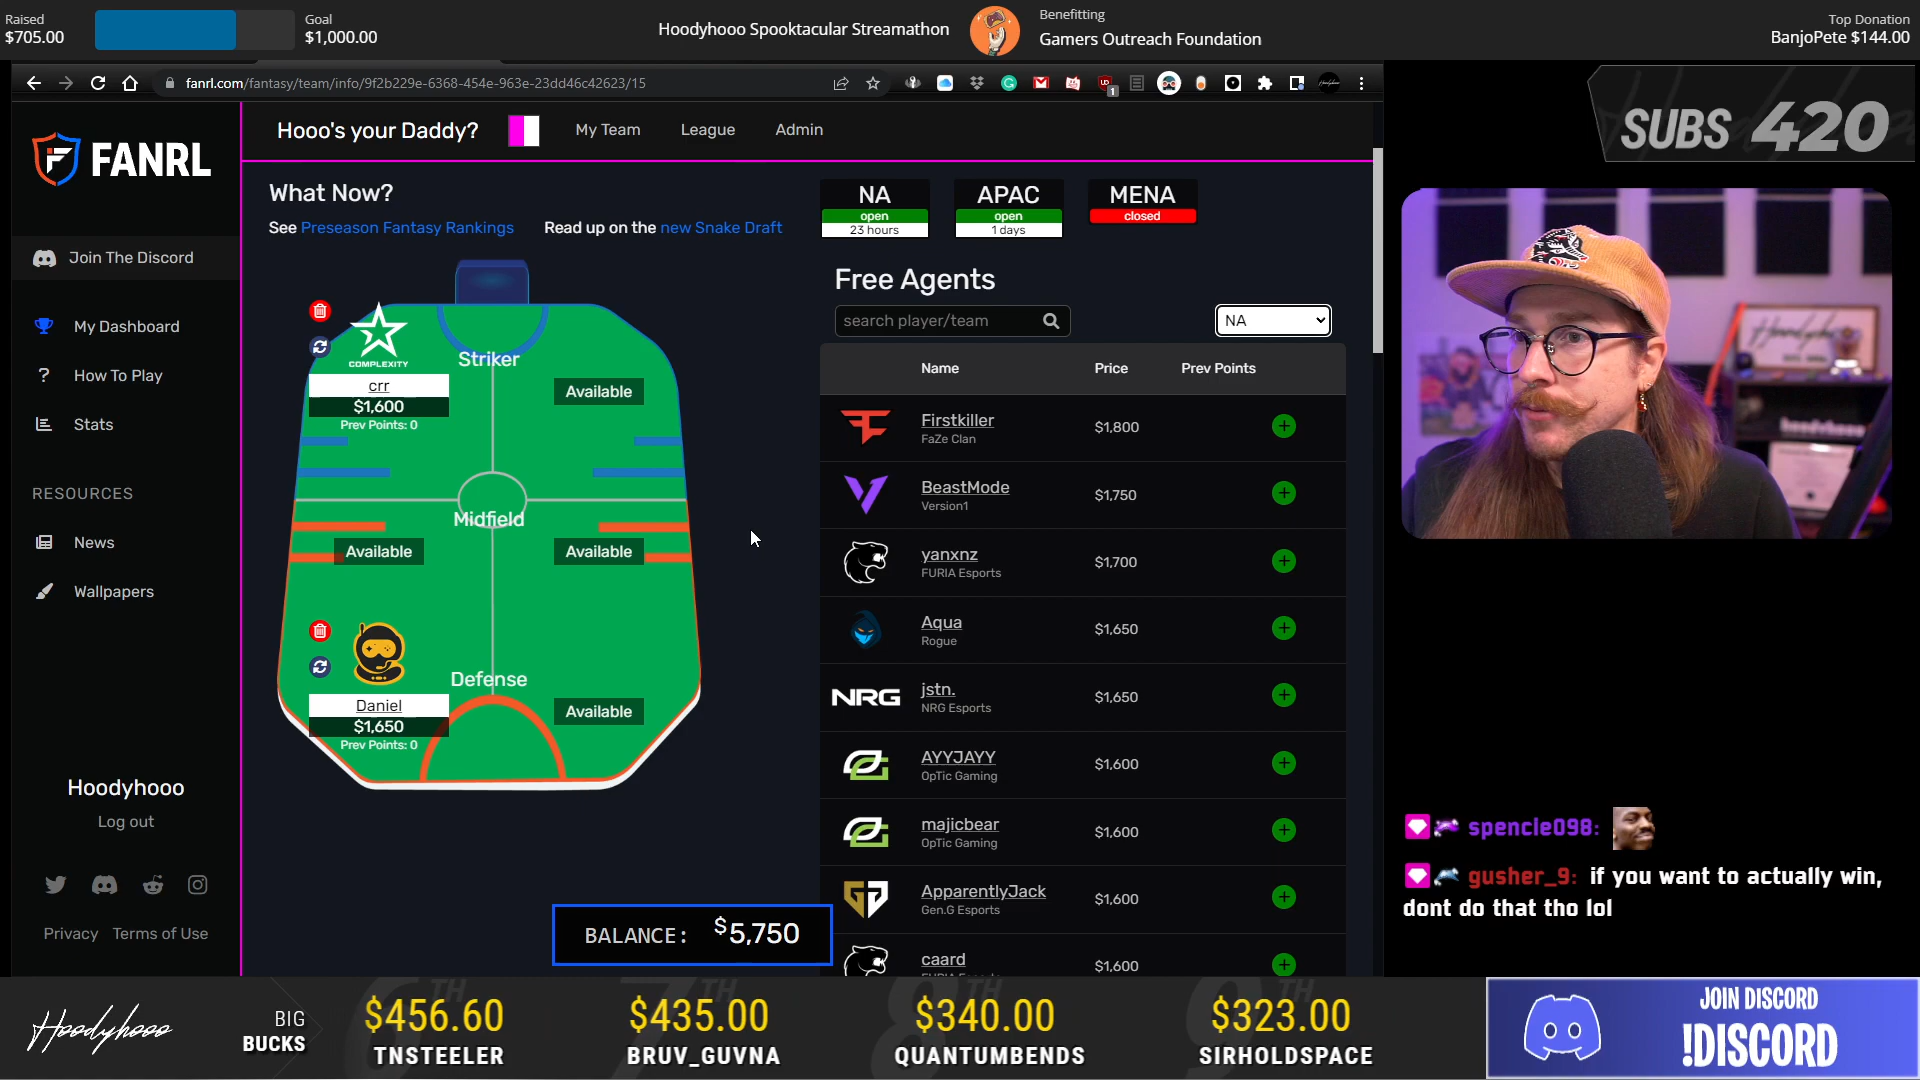 Raised
$705.00
Goal
$1,000.00
Hoodyhooo Spooktacular Streamathon
Benefitting
Gamers Outreach Foundation
Top Donation
BanjoPete $144.00
fanrl.com/fantasy/team/info/9f2b229e-6368-454e-963e-23dd46c42623/15
SUBS 420
FANRL
Hooo's your Daddy?
My Team
League
Admin
Join The Discord
My Dashboard
? How To Play
Stats
RESOURCES
News
Wallpapers
Hoodyhooo
Log out
Privacy Terms of Use
What Now?
See Preseason Fantasy Rankings
Read up on the new Snake Draft
NA
open
23 hours
APAC
open
1 days
MENA
closed
COMPLEXITY
crr
$1,600
Prev Points: 0
Striker
Available
Midfield
Available
Available
Defense
Daniel
$1,650
Prev Points: 0
Available
BALANCE: $5,750
Free Agents
search player/team
NA
Name Price Prev Points
Firstkiller
FaZe Clan
$1,800
BeastMode
Version1
$1,750
yanxnz
FURIA Esports
$1,700
Aqua
Rogue
$1,650
NRG
jstn.
NRG Esports
$1,650
AYYJAYY
OpTic Gaming
$1,600
majicbear
OpTic Gaming
$1,600
ApparentlyJack
Gen.G Esports
$1,600
caard
$1,600
spencle098:
gusher_9: if you want to actually win,
dont do that tho lol
Hoodyhooo
BIG
BUCKS
6TH
$456.60
TNSTEELER
7TH
$435.00
BRUV_GUVNA
8TH
$340.00
QUANTUMBENDS
9TH
$323.00
SIRHOLDSPACE
JOIN DISCORD
!DISCORD